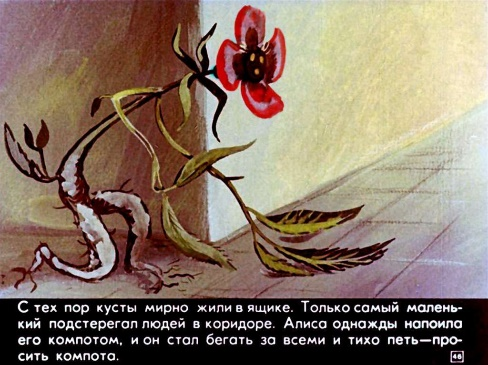 С тех пор кусты мирно жили в ящике. Только самый малень-
кий подстерегал людей в коридоре. Алиса однажды напоила
его компотом, и он стал бегать за всеми и тихо петь—про-
сить компота.
46